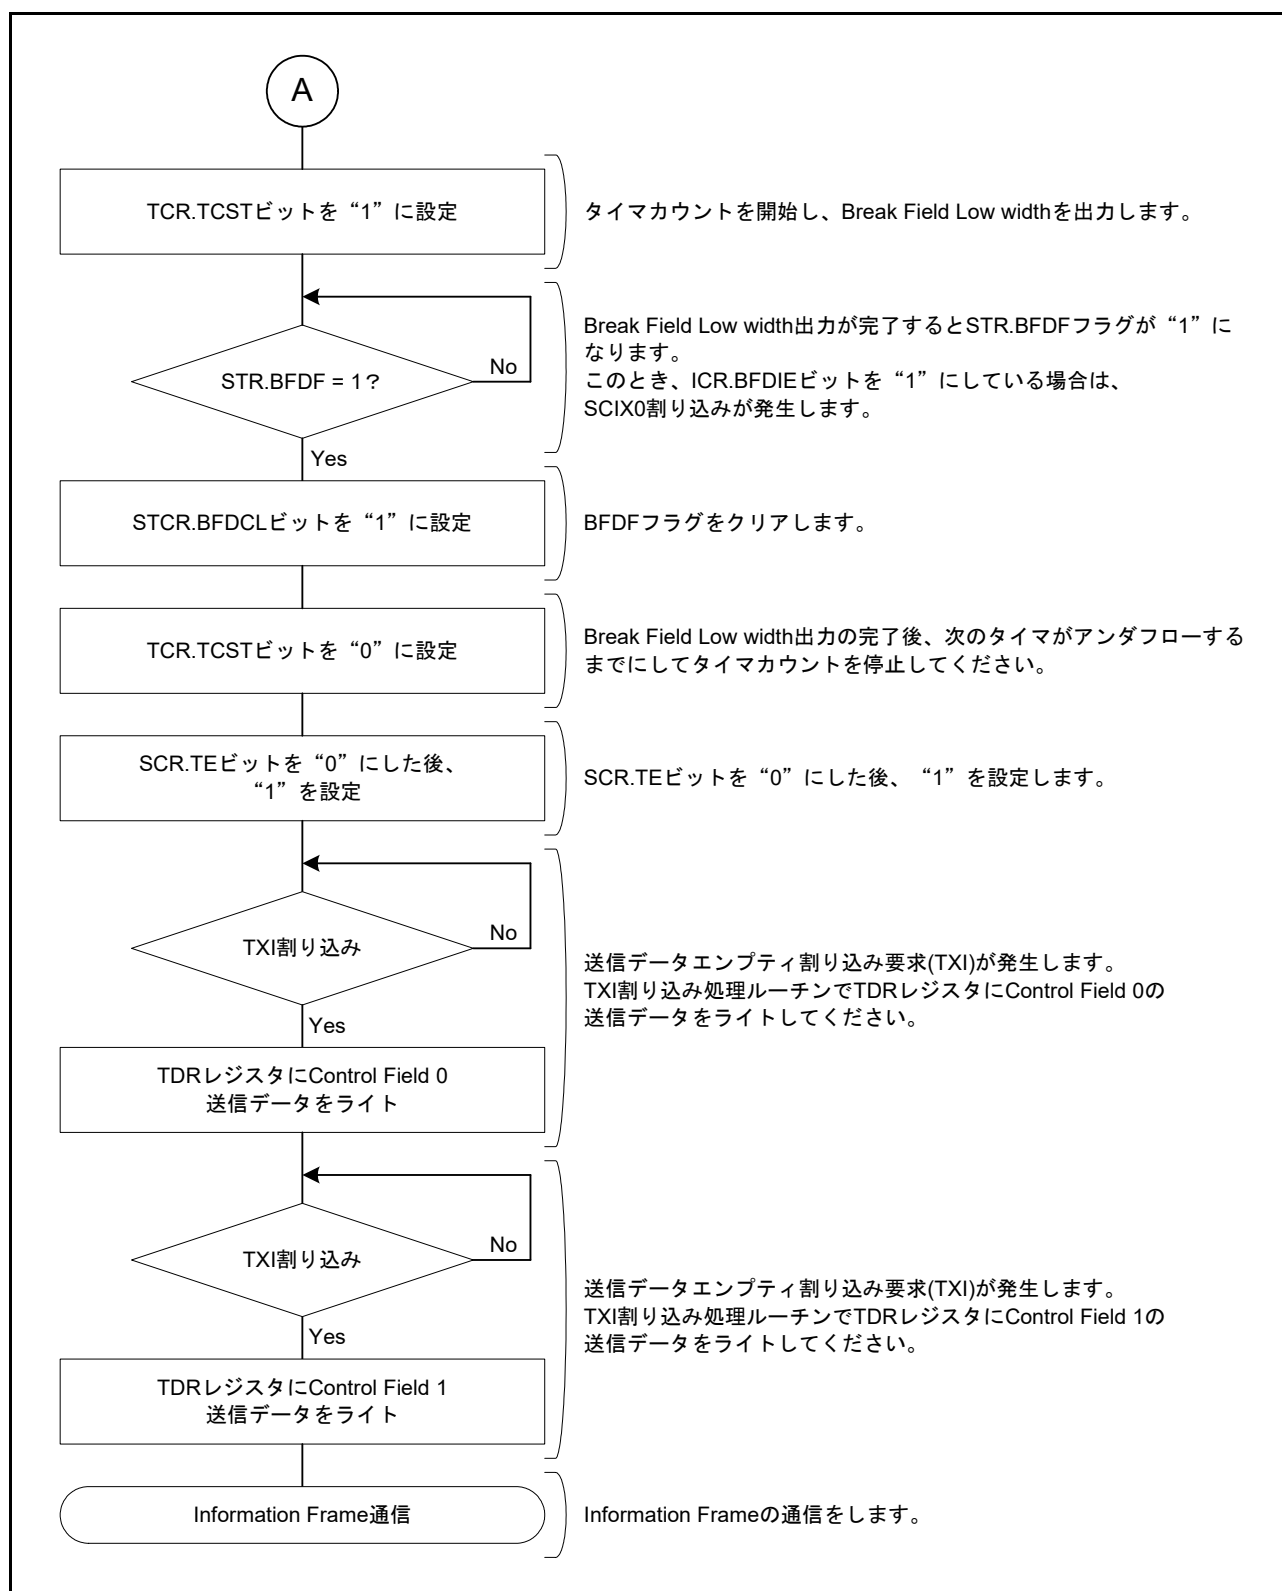 A
TCR.TCSTビットを“1”に設定
タイマカウントを開始し、Break Field Low widthを出力します。
STR.BFDF = 1？
No
Yes
Break Field Low width出力が完了するとSTR.BFDFフラグが“1”に
なります。
このとき、ICR.BFDIEビットを“1”にしている場合は、
SCIX0割り込みが発生します。
STCR.BFDCLビットを“1”に設定
BFDFフラグをクリアします。
TCR.TCSTビットを“0”に設定
Break Field Low width出力の完了後、次のタイマがアンダフローする
までにしてタイマカウントを停止してください。
SCR.TEビットを“0”にした後、
“1”を設定
SCR.TEビットを“0”にした後、“1”を設定します。
TXI割り込み
No
Yes
TDRレジスタにControl Field 0
送信データをライト
送信データエンプティ割り込み要求(TXI)が発生します。
TXI割り込み処理ルーチンでTDRレジスタにControl Field 0の
送信データをライトしてください。
TXI割り込み
No
Yes
TDRレジスタにControl Field 1
送信データをライト
送信データエンプティ割り込み要求(TXI)が発生します。
TXI割り込み処理ルーチンでTDRレジスタにControl Field 1の
送信データをライトしてください。
Information Frame通信
Information Frameの通信をします。